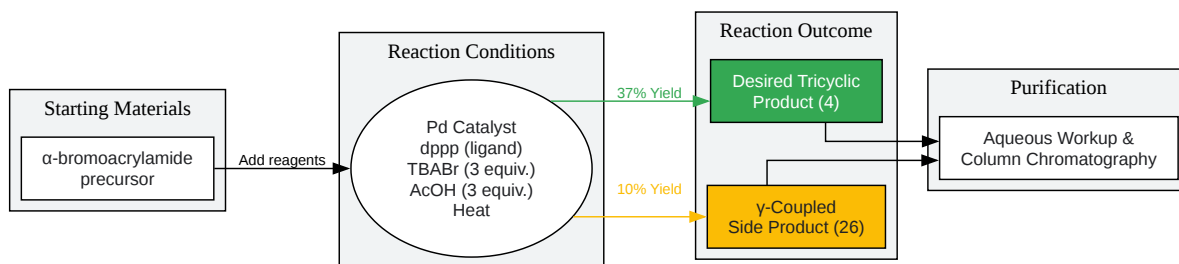 Starting Materials
α-bromoacrylamide
precursor
Add reagents
Reaction Conditions
Pd Catalyst
dppp (ligand)
TBABr (3 equiv.)
AcOH (3 equiv.)
Heat
37% Yield
10% Yield
Reaction Outcome
Desired Tricyclic
Product (4)
γ-Coupled
Side Product (26)
Purification
Aqueous Workup &
Column Chromatography